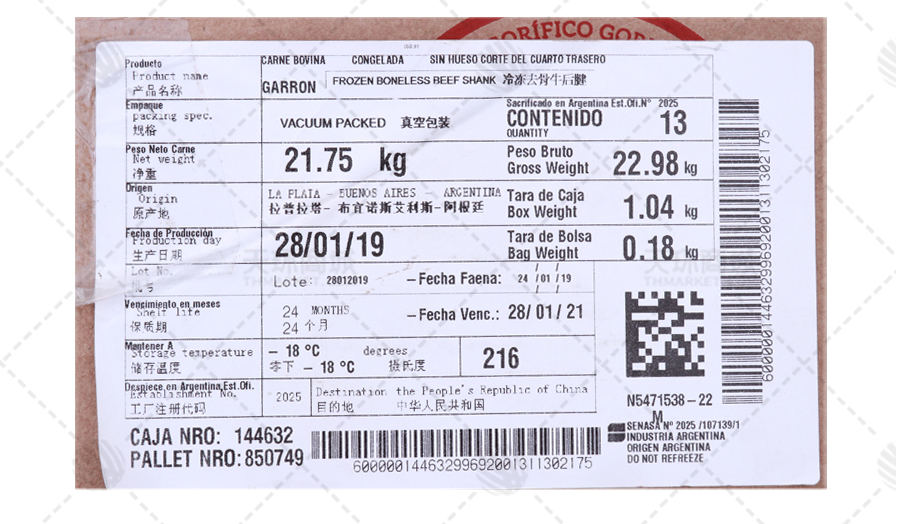 ORÍFICO GOR
Producto
Product name
产品名称
CARNE BOVINA CONGELADA SIN HUESO CORTE DEL CUARTO TRASERO
GARRON FROZEN BONELESS BEEF SHANK 冷冻去骨牛后腱
Empaque
packing spec.
规格
VACUUM PACKED 真空包装
Sacrificado en Argentina Est.Ofi.N° 2025
CONTENIDO 13
QUANTITY
Peso Neto Carne
Net weight
净重
21.75 kg
Peso Bruto
Gross Weight 22.98 kg
Origen
Origin
原产地
LA PLATA - BUENOS AIRES - ARGENTINA
拉普拉塔- 布宜诺斯艾利斯-阿根廷
Tara de Caja
Box Weight 1.04 kg
Fecha de Producción
Production day
生产日期
28/01/19
Tara de Bolsa
Bag Weight 0.18 kg
Lot No.
批号
Lote: 28012019 – Fecha Faena: 24 /01 /19
Vencimiento en meses
Shelf life
保质期
24 MONTHS
24 个月
– Fecha Venc.: 28/ 01 / 21
Mantener A
Storage temperature
储存温度
– 18 °C degrees
零下 – 18 °C 摄氏度
216
Despiece en Argentina,Est.Ofi.
Establishment No.
工厂注册代码
2025
Destination the People's Republic of China
目的地 中华人民共和国
N5471538 – 22
M
CAJA NRO: 144632
PALLET NRO: 850749
60000014463299692001311302175
SENASA N° 2025 /107139/1
INDUSTRIA ARGENTINA
ORIGEN ARGENTINA
DO NOT REFREEZE
60000014463299692001311302175